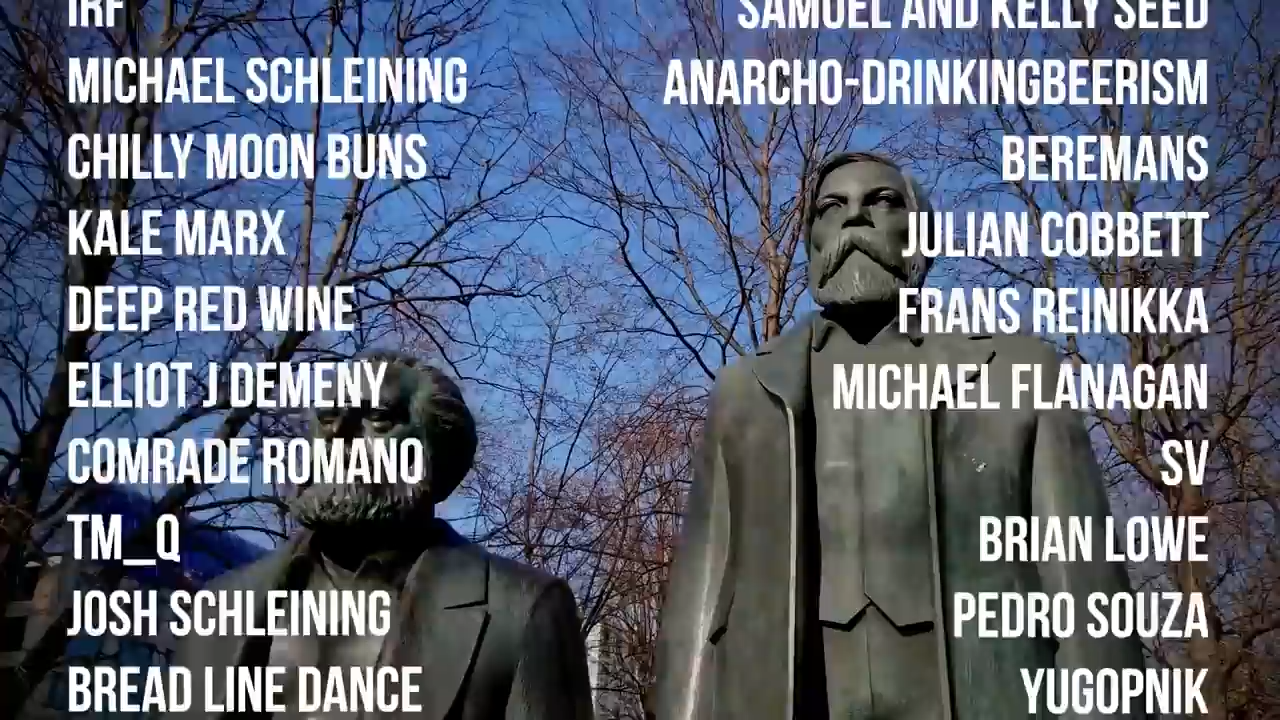 IRF
MICHAEL SCHLEINING
CHILLY MOON BUNS
KALE MARX
DEEP RED WINE
ELLIOT J DEMENY
COMRADE ROMANO
TM_Q
JOSH SCHLEINING
BREAD LINE DANCE
SAMUEL AND KELLY SEED
ANARCHO-DRINKINGBEERISM
BEREMANS
JULIAN COBBETT
FRANS REINIKKA
MICHAEL FLANAGAN
SV
BRIAN LOWE
PEDRO SOUZA
YUGOPNIK